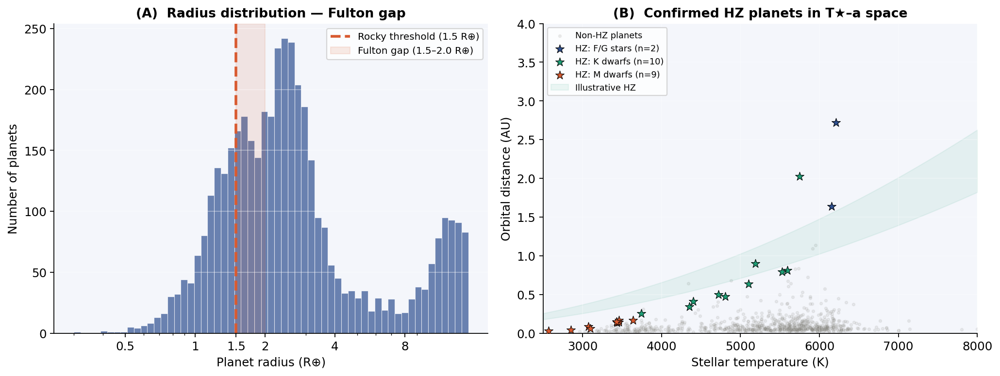 (A)  Radius distribution — Fulton gap
250
200
150
100
50
0
Number of planets
Rocky threshold (1.5 R⊕)
Fulton gap (1.5–2.0 R⊕)
0.5
1
1.5
2
4
8
Planet radius (R⊕)
(B)  Confirmed HZ planets in T★–a space
4.0
3.5
3.0
2.5
2.0
1.5
1.0
0.5
0.0
Orbital distance (AU)
Non-HZ planets
HZ: F/G stars (n=2)
HZ: K dwarfs (n=10)
HZ: M dwarfs (n=9)
Illustrative HZ
3000
4000
5000
6000
7000
8000
Stellar temperature (K)